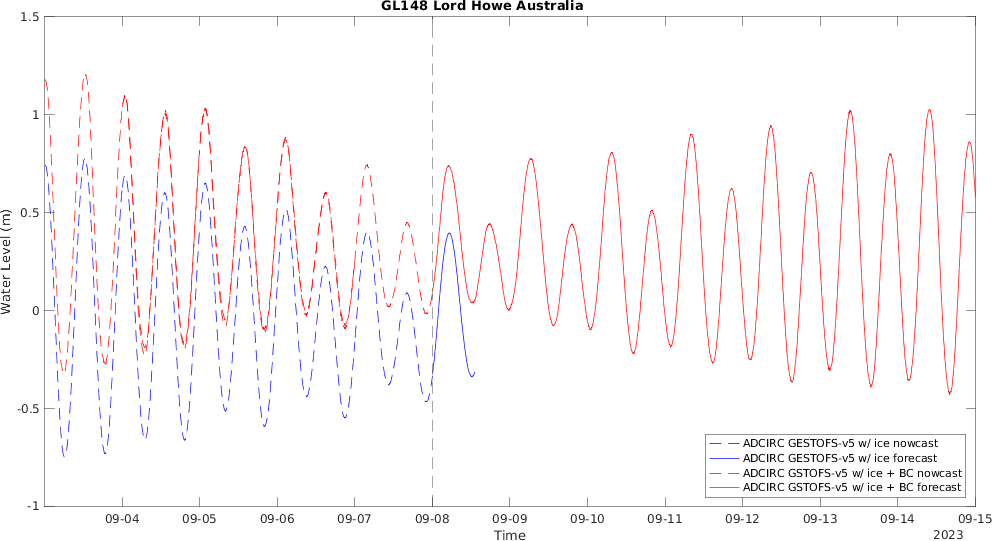 GL148 Lord Howe Australia
1.5
1
0.5
0
-0.5
-1
Water Level (m)
09-04 09-05 09-06 09-07 09-08 09-09 09-10 09-11 09-12 09-13 09-14 09-15
Time
2023
ADCIRC GESTOFS-v5 w/ ice nowcast
ADCIRC GESTOFS-v5 w/ ice forecast
ADCIRC GSTOFS-v5 w/ ice + BC nowcast
ADCIRC GSTOFS-v5 w/ ice + BC forecast